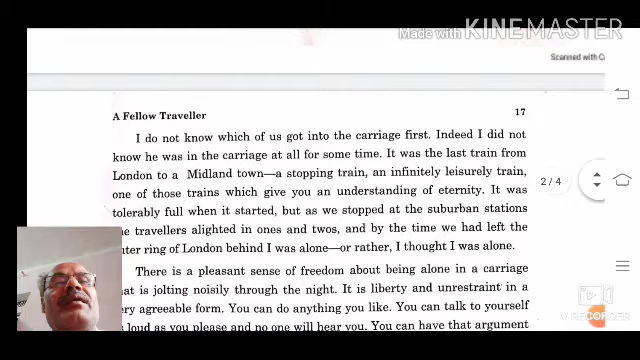 Made with KINEMASTER
Scanned with Ca
A Fellow Traveller 17
I do not know which of us got into the carriage first. Indeed I did not
know he was in the carriage at all for some time. It was the last train from
London to a Midland town—a stopping train, an infinitely leisurely train,
one of those trains which give you an understanding of eternity. It was
tolerably full when it started, but as we stopped at the suburban stations
travellers alighted in ones and twos, and by the time we had left the
ring of London behind I was alone—or rather, I thought I was alone.
There is a pleasant sense of freedom about being alone in a carriage
is jolting noisily through the night. It is liberty and unrestraint in a
agreeable form. You can do anything you like. You can talk to yourself
loud as you please and no one will hear you. You can have that argument
2/4
VRECORDER